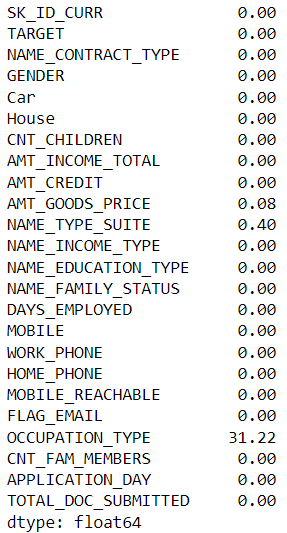 SK_ID_CURR 0.00
TARGET 0.00
NAME_CONTRACT_TYPE 0.00
GENDER 0.00
Car 0.00
House 0.00
CNT_CHILDREN 0.00
AMT_INCOME_TOTAL 0.00
AMT_CREDIT 0.00
AMT_GOODS_PRICE 0.08
NAME_TYPE_SUITE 0.40
NAME_INCOME_TYPE 0.00
NAME_EDUCATION_TYPE 0.00
NAME_FAMILY_STATUS 0.00
DAYS_EMPLOYED 0.00
MOBILE 0.00
WORK_PHONE 0.00
HOME_PHONE 0.00
MOBILE_REACHABLE 0.00
FLAG_EMAIL 0.00
OCCUPATION_TYPE 31.22
CNT_FAM_MEMBERS 0.00
APPLICATION_DAY 0.00
TOTAL_DOC_SUBMITTED 0.00
dtype: float64